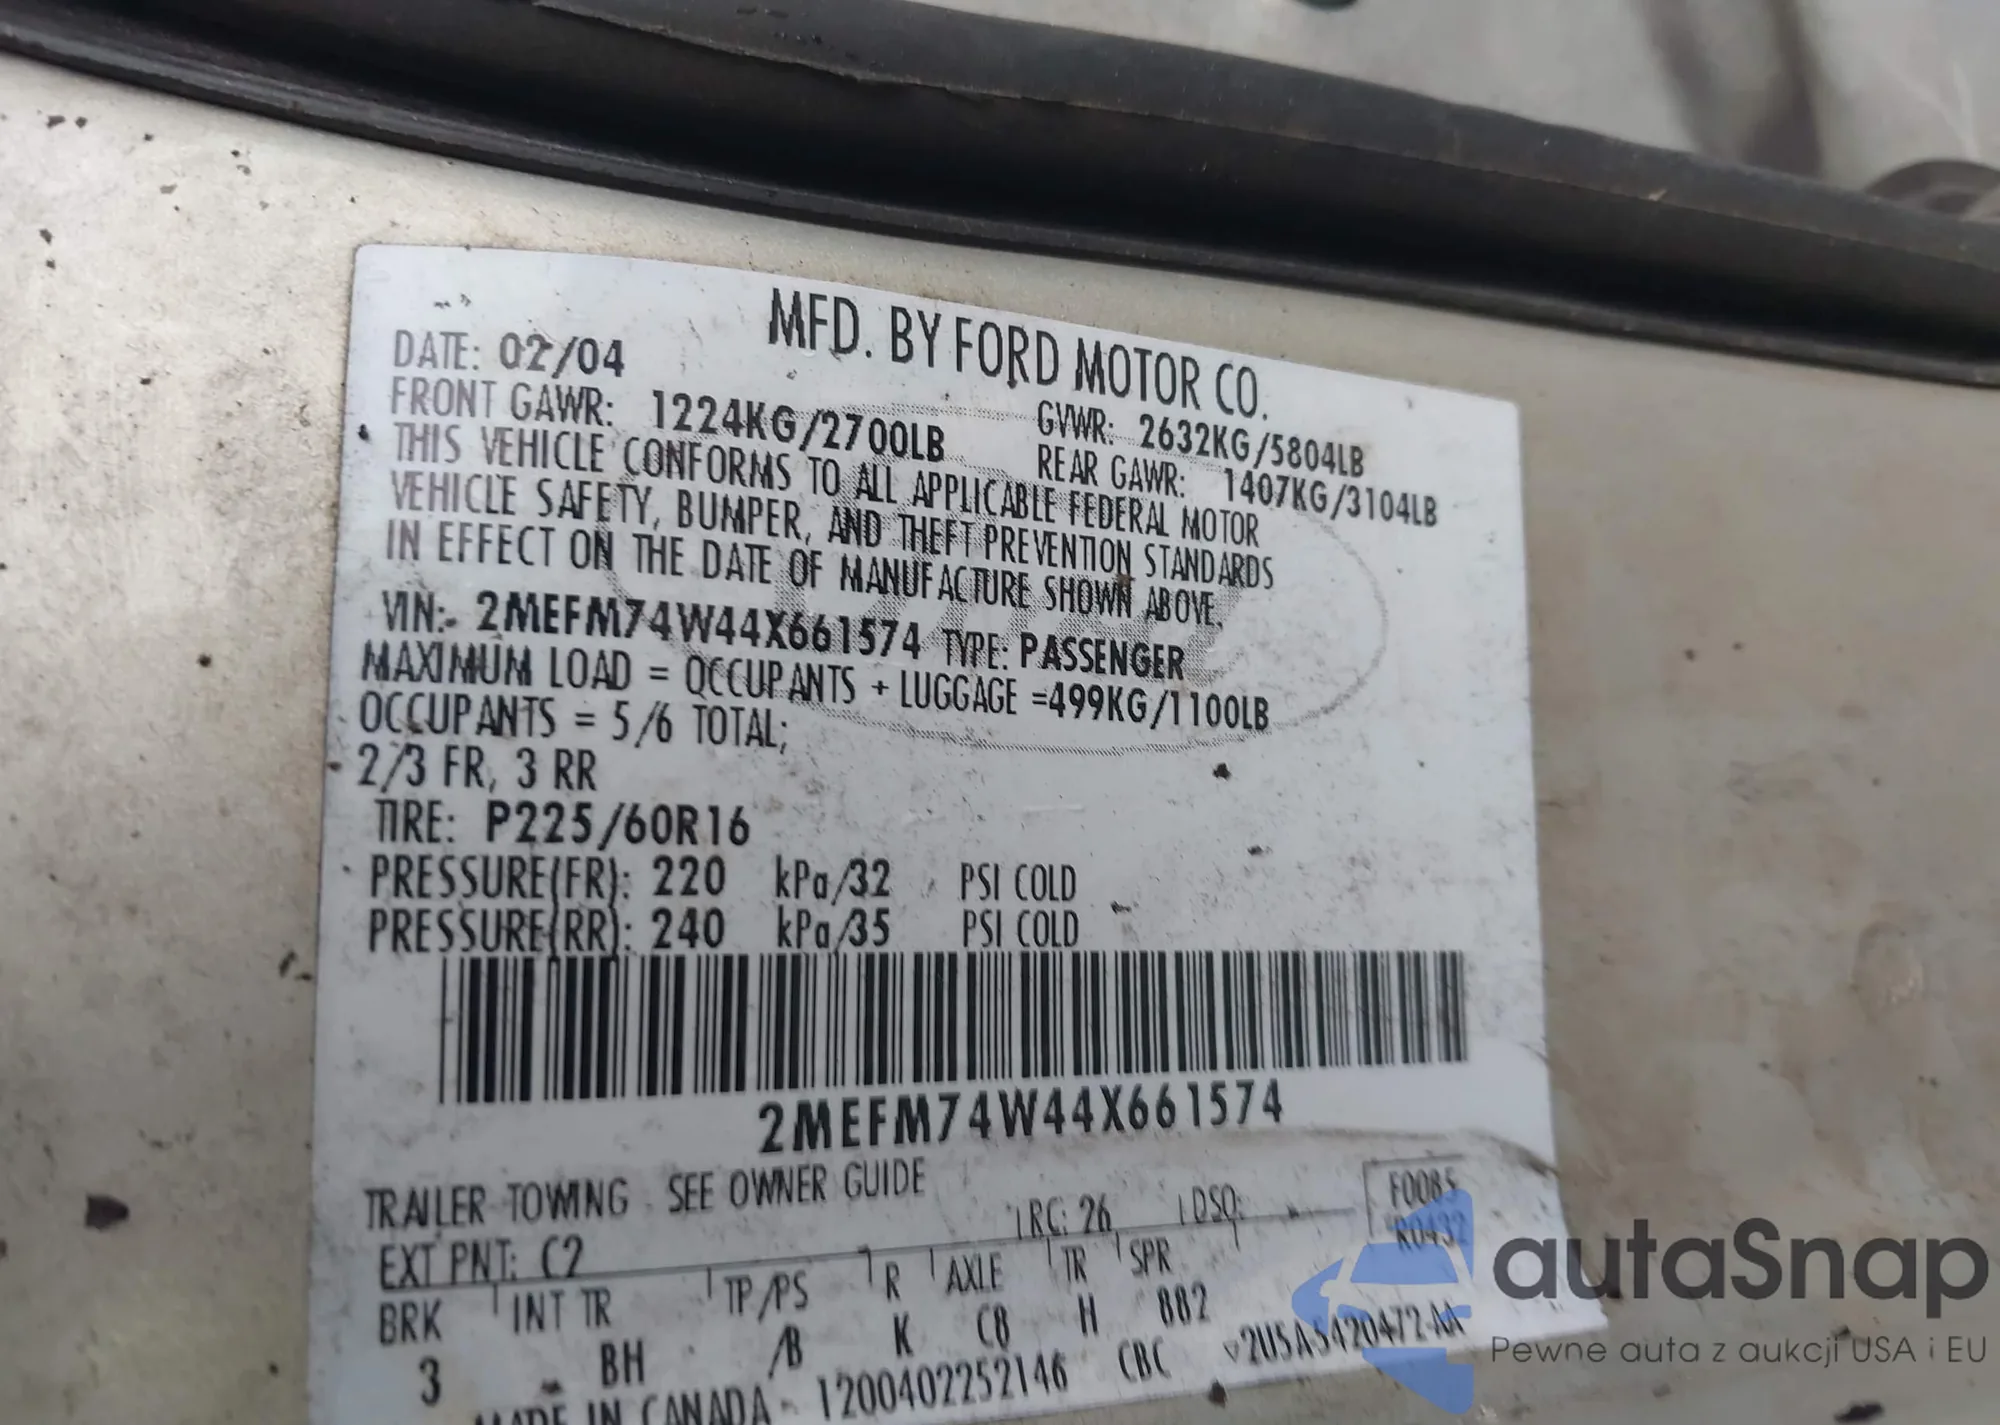 MFD. BY FORD MOTOR CO.
DATE: 02/04
GVWR: 2632KG/5804LB
FRONT GAWR: 1224KG/2700LB
REAR GAWR: 1407KG/3104LB
THIS VEHICLE CONFORMS TO ALL APPLICABLE FEDERAL MOTOR
VEHICLE SAFETY, BUMPER, AND THEFT PREVENTION STANDARDS
IN EFFECT ON THE DATE OF MANUFACTURE SHOWN ABOVE.
VIN: 2MEFM74W44X661574 TYPE: PASSENGER
MAXIMUM LOAD = OCCUPANTS + LUGGAGE =499KG/1100LB
OCCUPANTS = 5/6 TOTAL;
2/3 FR, 3 RR
TIRE: P225/60R16
PRESSURE(FR): 220 kPa/32 PSI COLD
PRESSURE(RR): 240 kPa/35 PSI COLD
2MEFM74W44X661574
TRAILER TOWING - SEE OWNER GUIDE
F0085
R0432
EXT PNT: C2 RC: 26 DSO:
BRK INT TR TP/PS R AXLE TR SPR
3 BH /B K C8 H 882
MADE IN CANADA - 1200402252146 CBC 2U5A 5420472 AA
autaSnap
Pewne auta z aukcji USA i EU